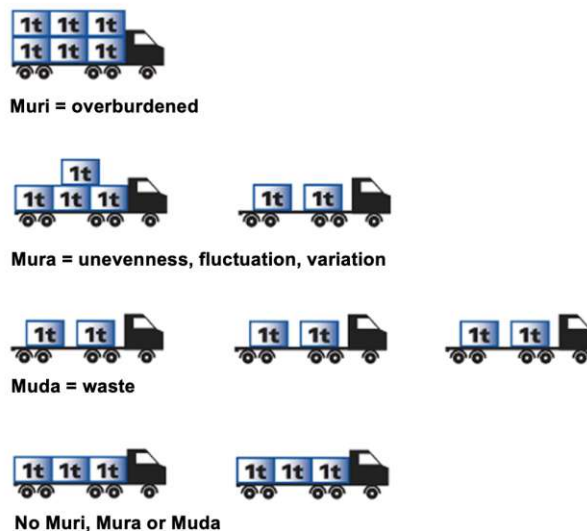 1t 1t 1t
1t 1t 1t
Muri = overburdened
1t
1t 1t 1t 1t 1t
Mura = unevenness, fluctuation, variation
1t 1t 1t 1t 1t 1t
Muda = waste
1t 1t 1t 1t 1t 1t
No Muri, Mura or Muda